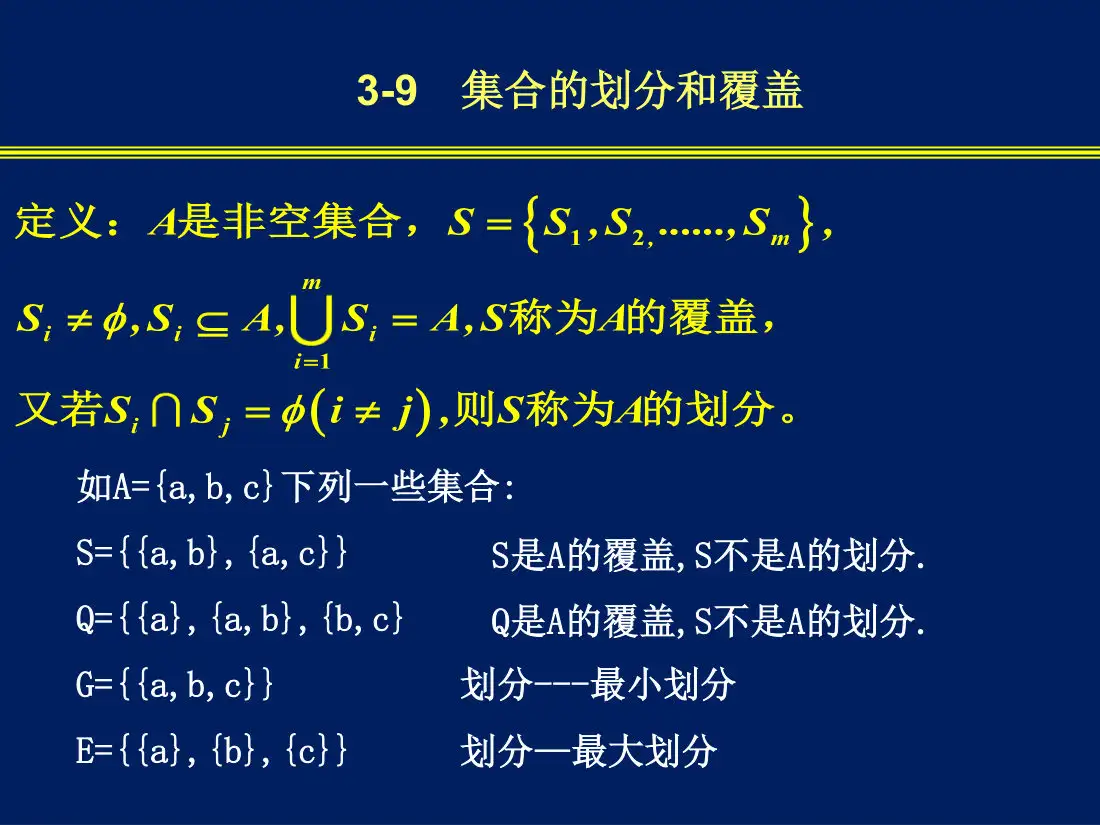 3-9 集合的划分和覆盖
定义：A是非空集合，S = {S₁,S₂,……,Sₘ},
Sᵢ ≠ ϕ,Sᵢ ⊆ A,⋃ᵢ₌₁ᵐ Sᵢ = A,S称为A的覆盖，
又若Sᵢ ∩ Sⱼ = ϕ(i ≠ j),则S称为A的划分。
如A={a,b,c}下列一些集合:
S={{a,b},{a,c}} S是A的覆盖,S不是A的划分.
Q={{a},{a,b},{b,c} Q是A的覆盖,S不是A的划分.
G={{a,b,c}} 划分---最小划分
E={{a},{b},{c}} 划分—最大划分